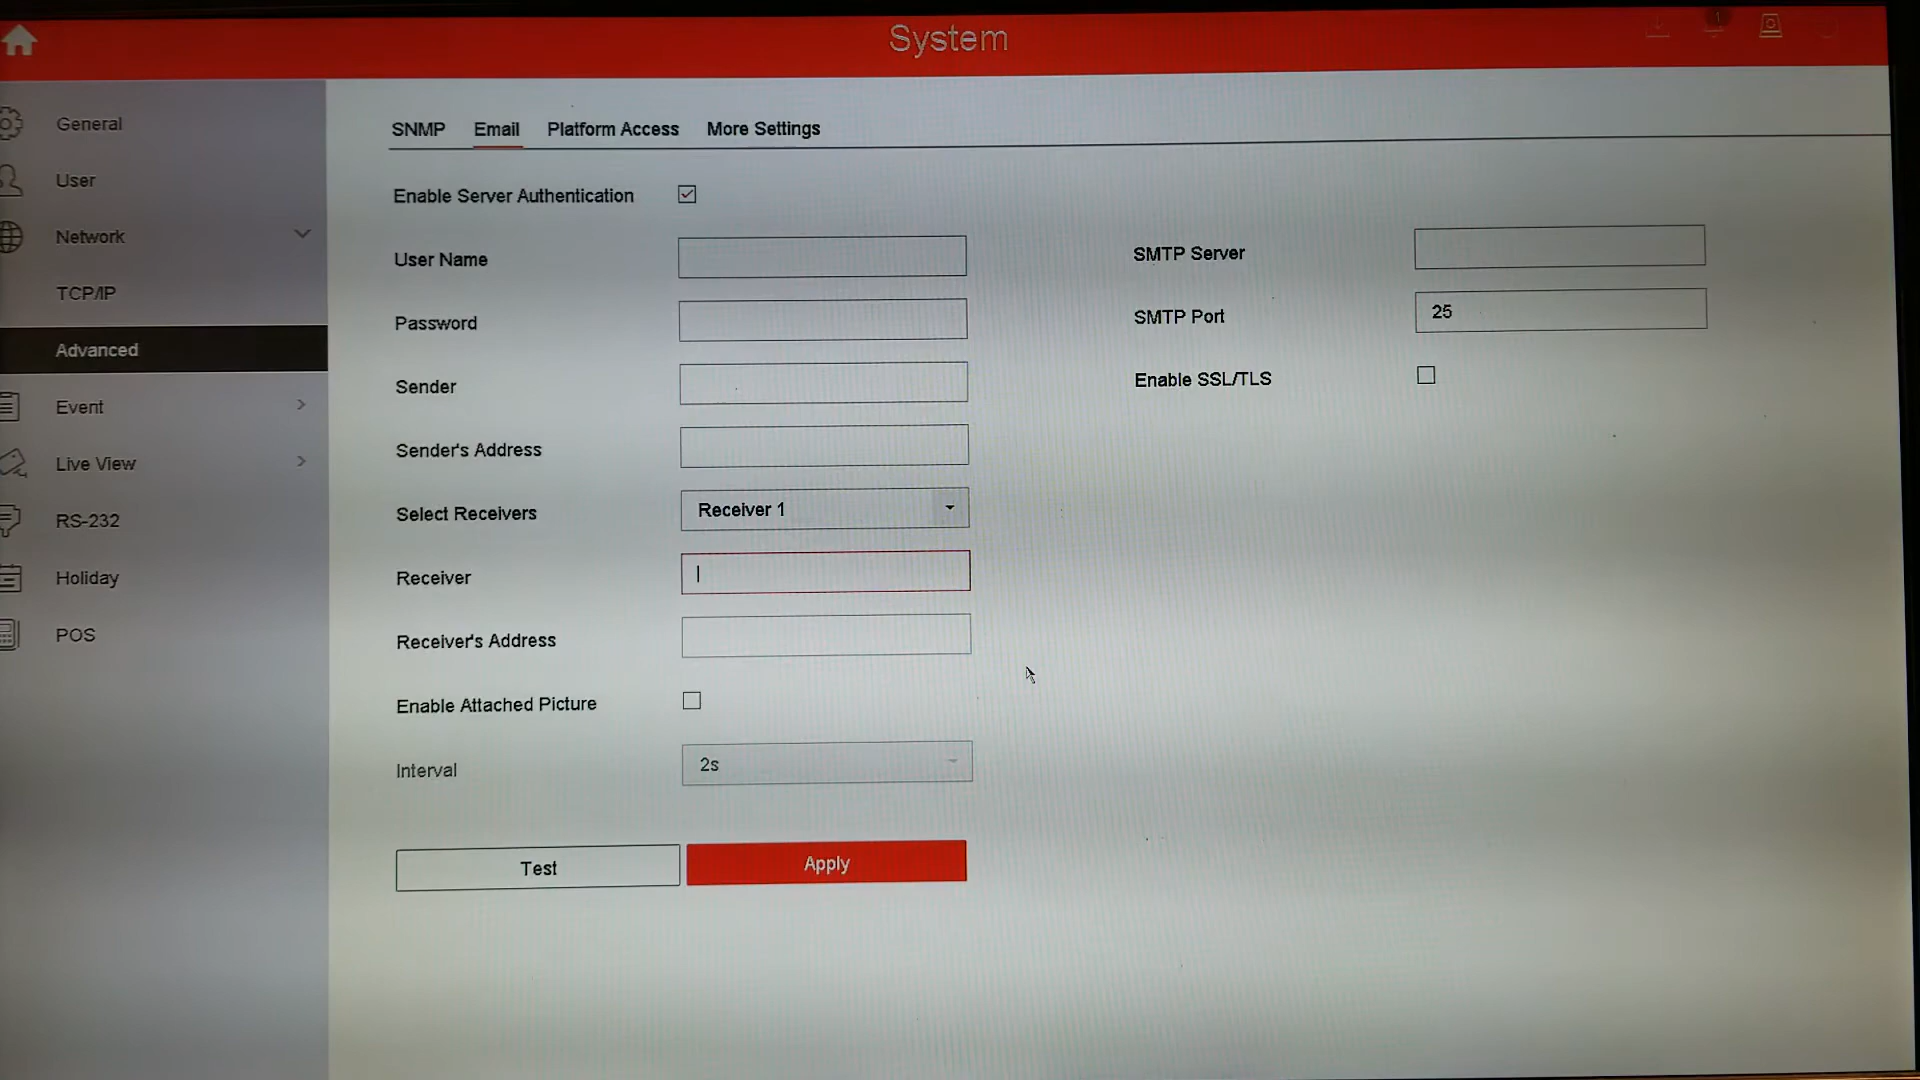 System
1
General
User
Network
TCP/IP
Advanced
Event
Live View
RS-232
Holiday
POS
SNMP Email Platform Access More Settings
Enable Server Authentication
User Name
Password
Sender
Sender's Address
Select Receivers Receiver 1
Receiver
Receiver's Address
Enable Attached Picture
Interval 2s
Test Apply
SMTP Server
SMTP Port 25
Enable SSL/TLS